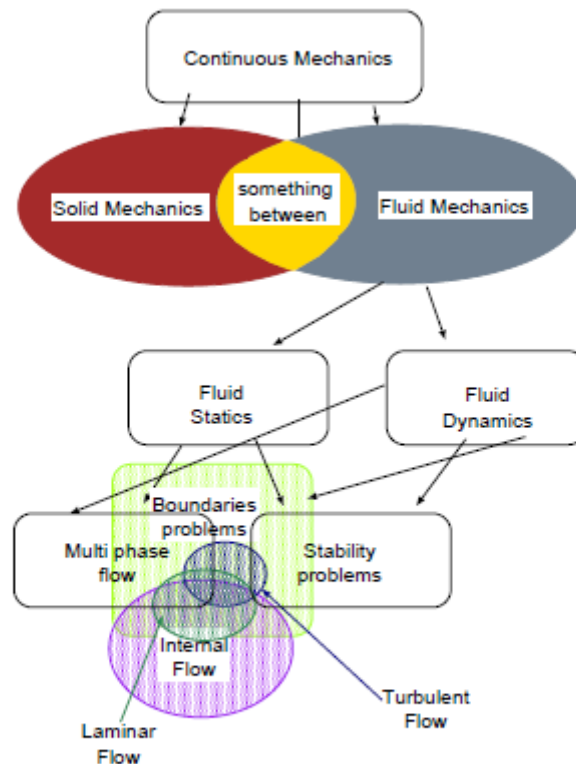 Continuous Mechanics
something
between
Solid Mechanics
Fluid Mechanics
Fluid
Statics
Fluid
Dynamics
Boundaries
problems
Multi phase
flow
Stability
problems
Internal
Flow
Turbulent
Flow
Laminar
Flow